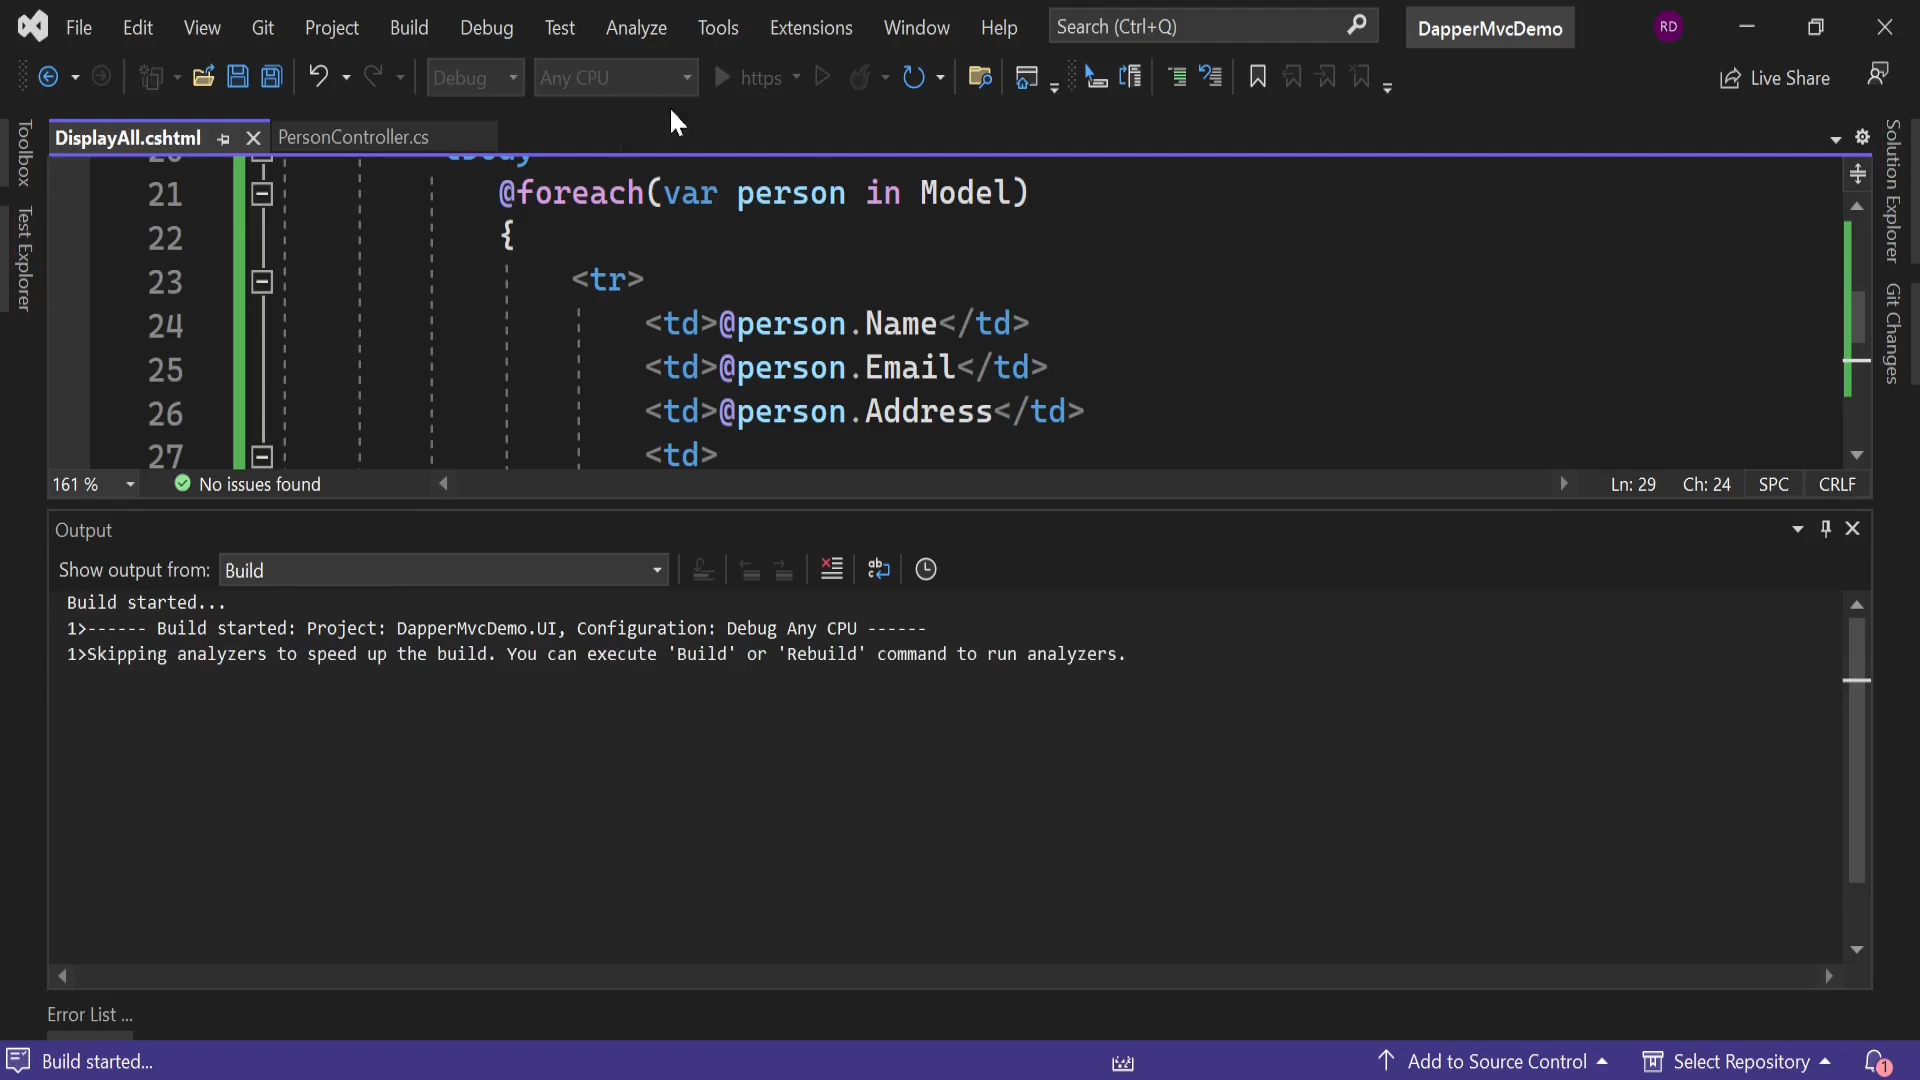 File Edit View Git Project Build Debug Test Analyze Tools Extensions Window Help Search (Ctrl+Q) DapperMvcDemo RD
Debug Any CPU https Live Share
DisplayAll.cshtml PersonController.cs
Toolbox
Test Explorer
Solution Explorer
Git Changes
21 @foreach(var person in Model)
22 {
23 <tr>
24 <td>@person.Name</td>
25 <td>@person.Email</td>
26 <td>@person.Address</td>
27 <td>
161 % No issues found Ln: 29 Ch: 24 SPC CRLF
Output
Show output from: Build
Build started...
1>------ Build started: Project: DapperMvcDemo.UI, Configuration: Debug Any CPU ------
1>Skipping analyzers to speed up the build. You can execute 'Build' or 'Rebuild' command to run analyzers.
Error List ...
Build started... Add to Source Control Select Repository 1